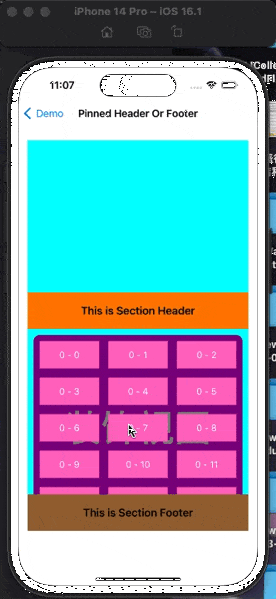 iPhone 14 Pro – iOS 16.1
11:07
Demo
Pinned Header Or Footer
This is Section Header
0 - 0
0 - 1
0 - 2
0 - 3
0 - 4
0 - 5
0 - 6
0 - 7
0 - 8
0 - 9
0 - 10
0 - 11
This is Section Footer